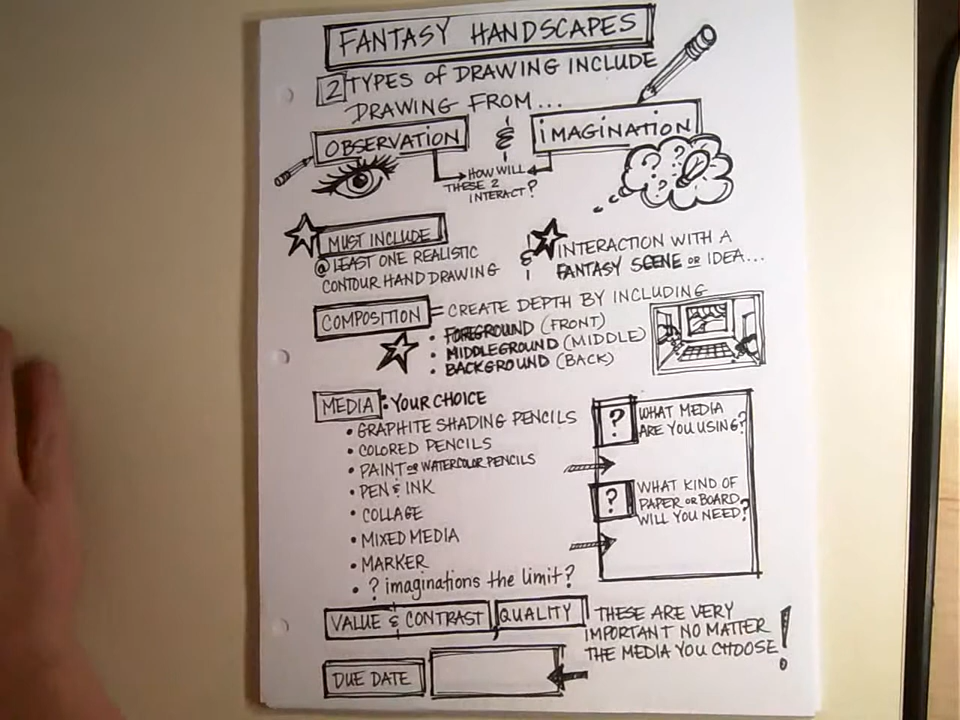 FANTASY HANDSCAPES
2 TYPES of DRAWING INCLUDE
DRAWING FROM...
OBSERVATION & IMAGINATION
HOW WILL
THESE 2
INTERACT?
MUST INCLUDE
@ LEAST ONE REALISTIC
CONTOUR HAND DRAWING
& INTERACTION WITH A
FANTASY SCENE OR IDEA...
COMPOSITION = CREATE DEPTH BY INCLUDING
• FOREGROUND (FRONT)
• MIDDLEGROUND (MIDDLE)
• BACKGROUND (BACK)
MEDIA: YOUR CHOICE
• GRAPHITE SHADING PENCILS
• COLORED PENCILS
• PAINT OR WATERCOLOR PENCILS
• PEN & INK
• COLLAGE
• MIXED MEDIA
• MARKER
• ? imaginations the limit?
? WHAT MEDIA
ARE YOU USING?
? WHAT KIND OF
PAPER OR BOARD
WILL YOU NEED?
VALUE & CONTRAST, QUALITY
THESE ARE VERY
IMPORTANT NO MATTER
THE MEDIA YOU CHOOSE!
DUE DATE